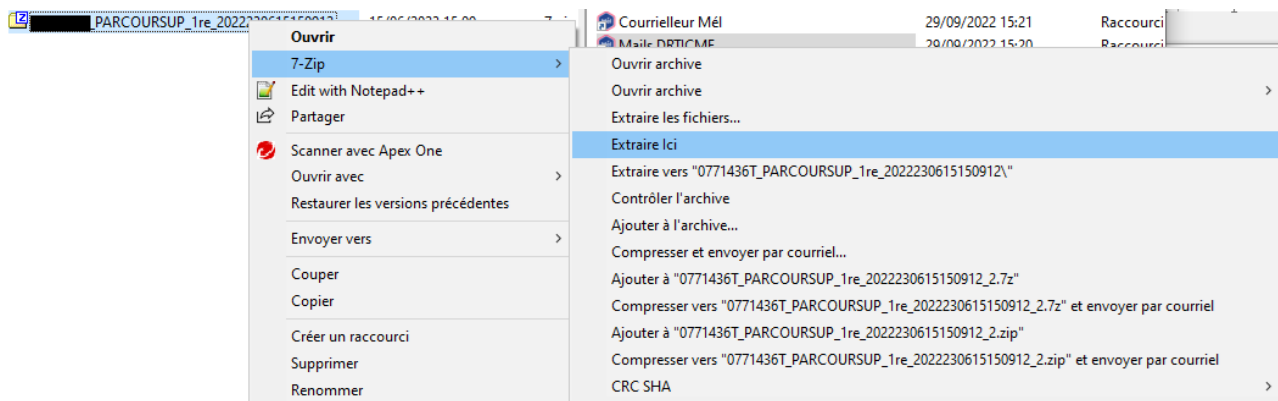 _PARCOURSUP_1re_2022230615150912 15/06/2022 15:09
Courrielleur Mél 29/09/2022 15:21 Raccourci
Mails DRTICMF 29/09/2022 15:20 Raccourci
Ouvrir
7-Zip
Edit with Notepad++
Partager
Scanner avec Apex One
Ouvrir avec
Restaurer les versions précédentes
Envoyer vers
Couper
Copier
Créer un raccourci
Supprimer
Renommer
Ouvrir archive
Ouvrir archive
Extraire les fichiers...
Extraire Ici
Extraire vers "0771436T_PARCOURSUP_1re_2022230615150912\"
Contrôler l'archive
Ajouter à l'archive...
Compresser et envoyer par courriel...
Ajouter à "0771436T_PARCOURSUP_1re_2022230615150912_2.7z"
Compresser vers "0771436T_PARCOURSUP_1re_2022230615150912_2.7z" et envoyer par courriel
Ajouter à "0771436T_PARCOURSUP_1re_2022230615150912_2.zip"
Compresser vers "0771436T_PARCOURSUP_1re_2022230615150912_2.zip" et envoyer par courriel
CRC SHA